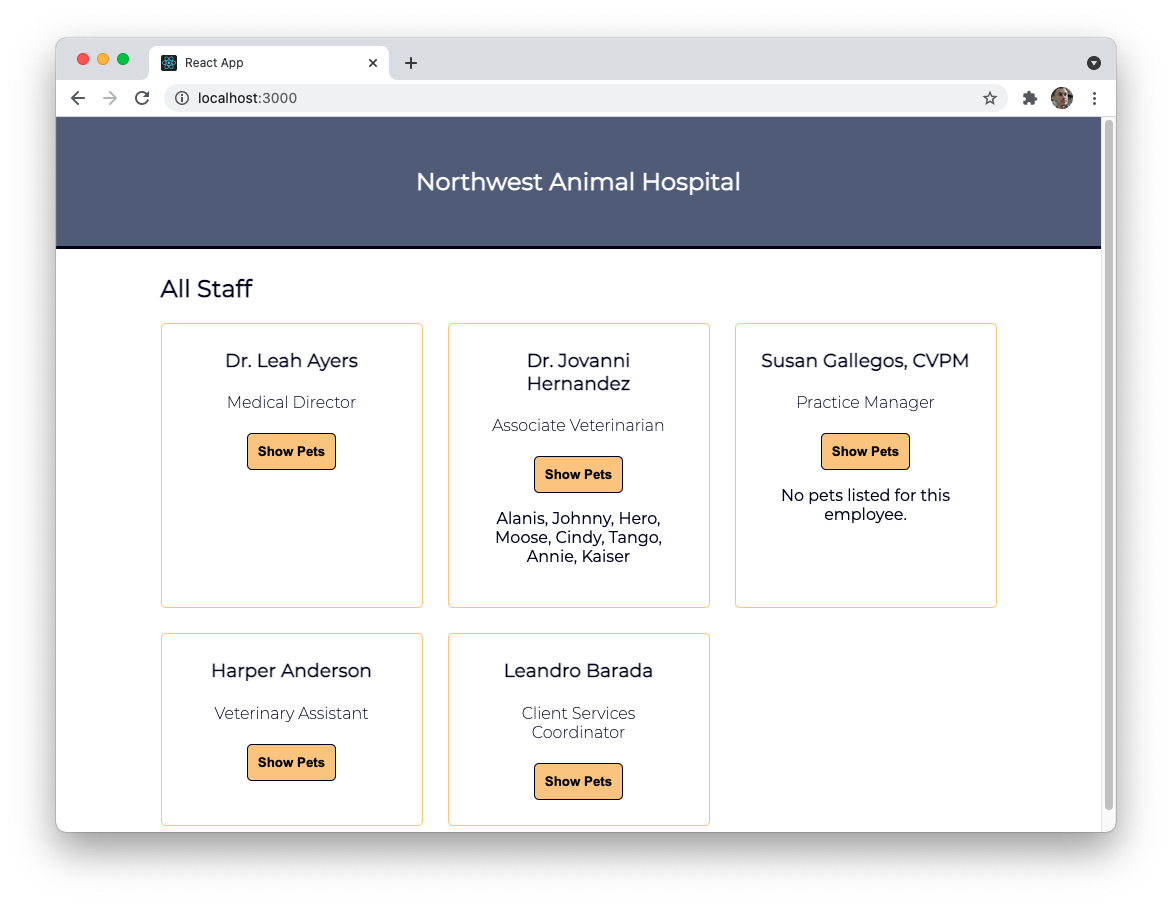 React App
localhost:3000
Northwest Animal Hospital
All Staff
Dr. Leah Ayers
Medical Director
Show Pets
Dr. Jovanni
Hernandez
Associate Veterinarian
Show Pets
Alanis, Johnny, Hero,
Moose, Cindy, Tango,
Annie, Kaiser
Susan Gallegos, CVPM
Practice Manager
Show Pets
No pets listed for this
employee.
Harper Anderson
Veterinary Assistant
Show Pets
Leandro Barada
Client Services
Coordinator
Show Pets